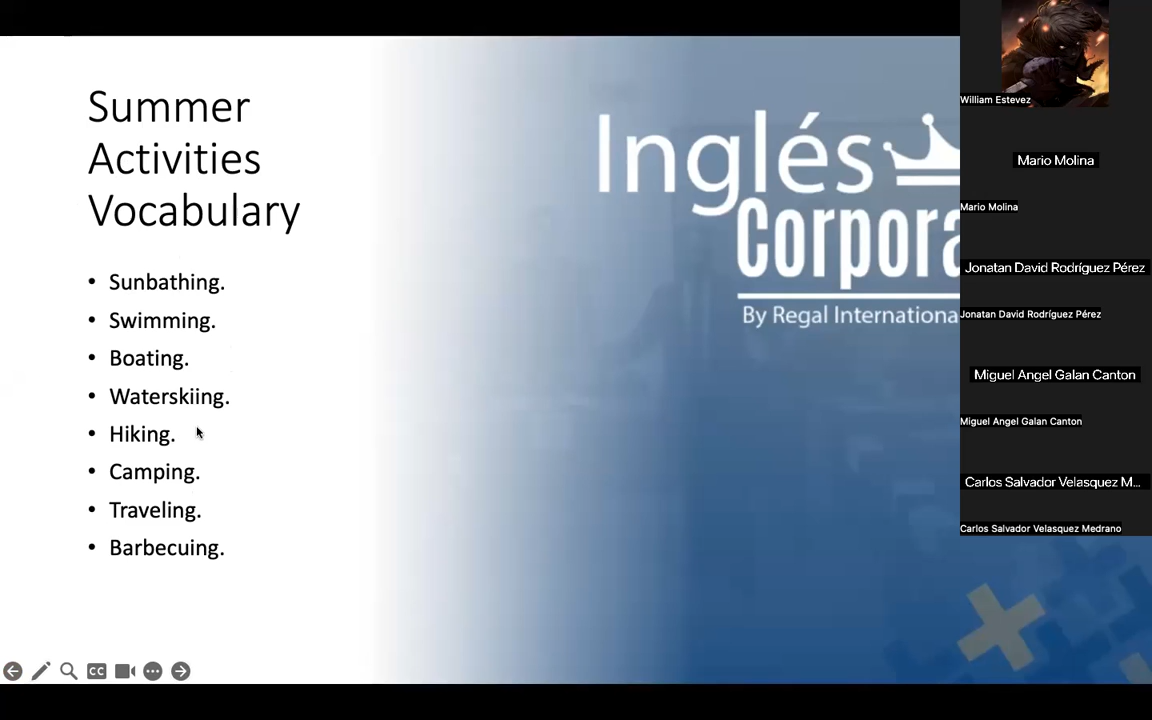 Summer
Activities
Vocabulary
• Sunbathing.
• Swimming.
• Boating.
• Waterskiing.
• Hiking.
• Camping.
• Traveling.
• Barbecuing.
Inglés
Corpora
By Regal Internationa
CC
William Estevez
Mario Molina
Mario Molina
Jonatan David Rodríguez Pérez
Jonatan David Rodríguez Pérez
Miguel Angel Galan Canton
Miguel Angel Galan Canton
Carlos Salvador Velasquez M...
Carlos Salvador Velasquez Medrano